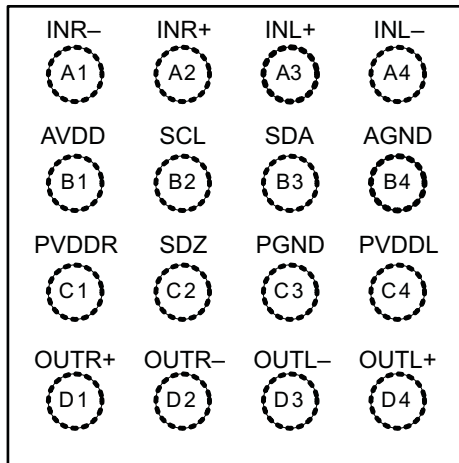 INR– INR+ INL+ INL–
A1 A2 A3 A4
AVDD SCL SDA AGND
B1 B2 B3 B4
PVDDR SDZ PGND PVDDL
C1 C2 C3 C4
OUTR+ OUTR– OUTL– OUTL+
D1 D2 D3 D4